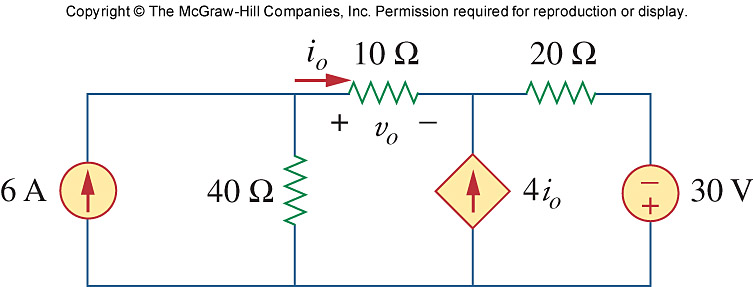 Copyright © The McGraw-Hill Companies, Inc. Permission required for reproduction or display.
i_o 10 Ω 20 Ω
+ v_o −
6 A 40 Ω 4i_o − + 30 V